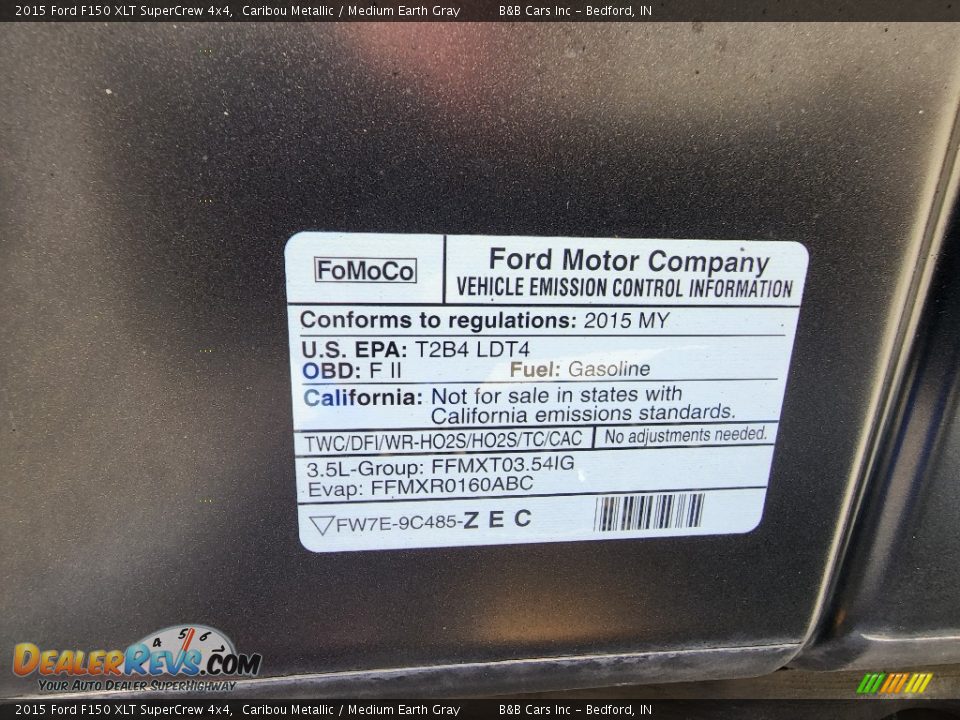 2015 Ford F150 XLT SuperCrew 4x4, Caribou Metallic / Medium Earth Gray B&B Cars Inc - Bedford, IN
FoMoCo
Ford Motor Company
VEHICLE EMISSION CONTROL INFORMATION
Conforms to regulations: 2015 MY
U.S. EPA: T2B4 LDT4
OBD: F II Fuel: Gasoline
California: Not for sale in states with
California emissions standards.
TWC/DFI/WR-HO2S/HO2S/TC/CAC No adjustments needed.
3.5L-Group: FFMXT03.54IG
Evap: FFMXR0160ABC
FW7E-9C485-Z E C
4 5 6
DEALERREVS.COM
YOUR AUTO DEALER SUPERHIGHWAY
2015 Ford F150 XLT SuperCrew 4x4, Caribou Metallic / Medium Earth Gray B&B Cars Inc - Bedford, IN